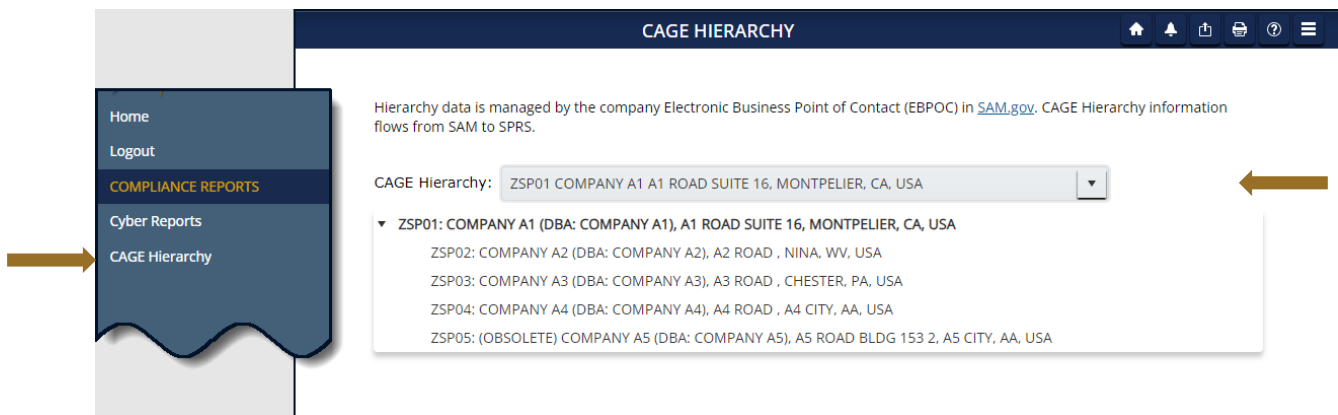 CAGE HIERARCHY
Home
Logout
COMPLIANCE REPORTS
Cyber Reports
CAGE Hierarchy
Hierarchy data is managed by the company Electronic Business Point of Contact (EBPOC) in SAM.gov. CAGE Hierarchy information
flows from SAM to SPRS.
CAGE Hierarchy: ZSP01 COMPANY A1 A1 ROAD SUITE 16, MONTPELIER, CA, USA
ZSP01: COMPANY A1 (DBA: COMPANY A1), A1 ROAD SUITE 16, MONTPELIER, CA, USA
ZSP02: COMPANY A2 (DBA: COMPANY A2), A2 ROAD , NINA, WV, USA
ZSP03: COMPANY A3 (DBA: COMPANY A3), A3 ROAD , CHESTER, PA, USA
ZSP04: COMPANY A4 (DBA: COMPANY A4), A4 ROAD , A4 CITY, AA, USA
ZSP05: (OBSOLETE) COMPANY A5 (DBA: COMPANY A5), A5 ROAD BLDG 153 2, A5 CITY, AA, USA